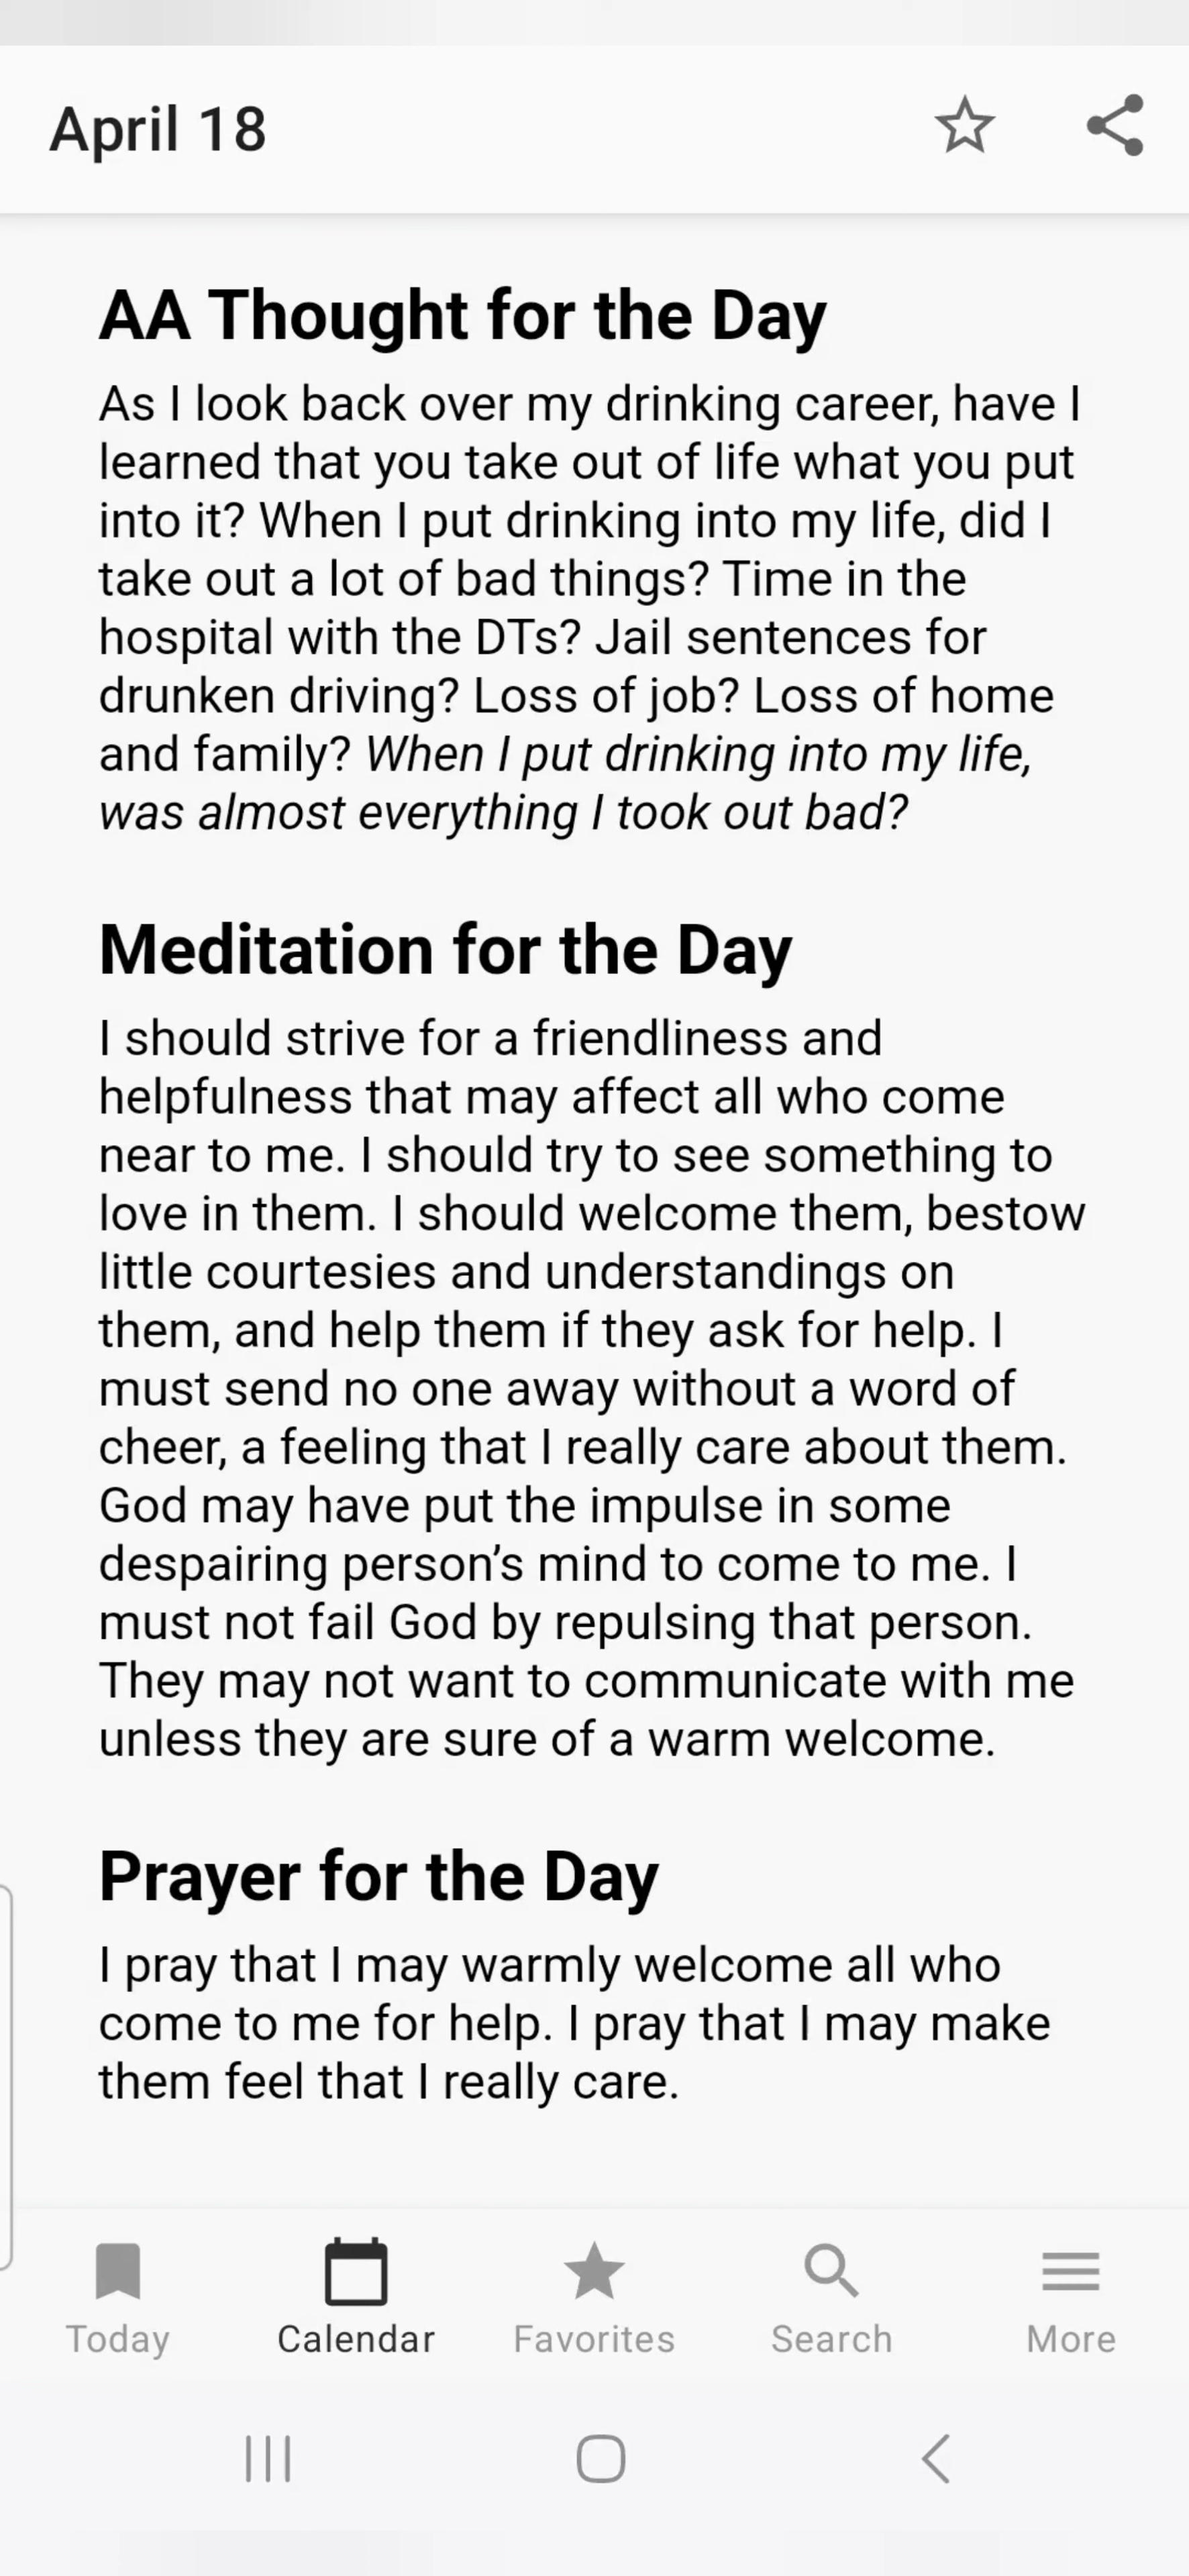 April 18
AA Thought for the Day
As I look back over my drinking career, have I
learned that you take out of life what you put
into it? When I put drinking into my life, did I
take out a lot of bad things? Time in the
hospital with the DTs? Jail sentences for
drunken driving? Loss of job? Loss of home
and family? When I put drinking into my life,
was almost everything I took out bad?
Meditation for the Day
I should strive for a friendliness and
helpfulness that may affect all who come
near to me. I should try to see something to
love in them. I should welcome them, bestow
little courtesies and understandings on
them, and help them if they ask for help. I
must send no one away without a word of
cheer, a feeling that I really care about them.
God may have put the impulse in some
despairing person’s mind to come to me. I
must not fail God by repulsing that person.
They may not want to communicate with me
unless they are sure of a warm welcome.
Prayer for the Day
I pray that I may warmly welcome all who
come to me for help. I pray that I may make
them feel that I really care.
Today Calendar Favorites Search More